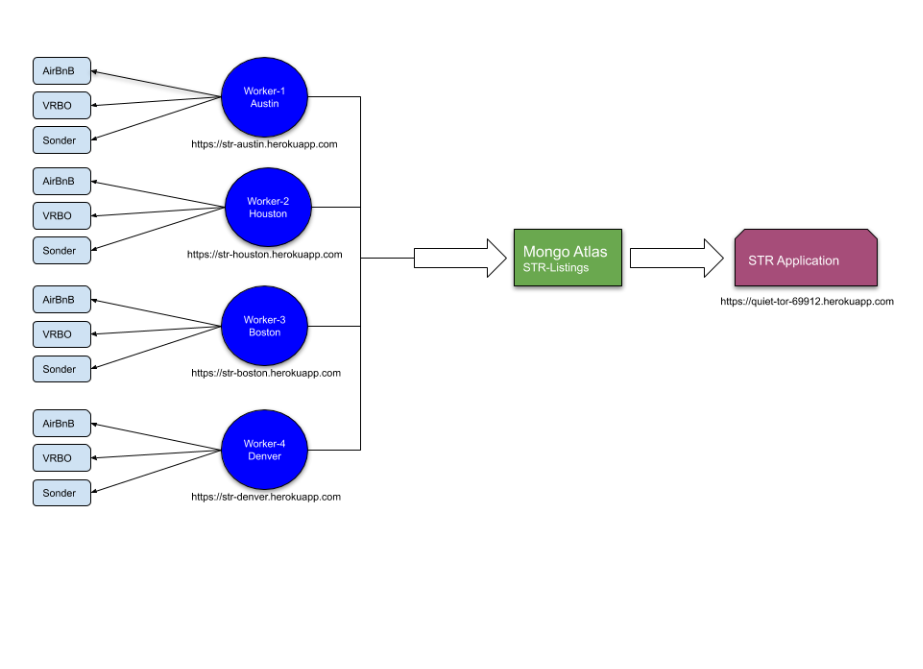 AirBnB
VRBO
Sonder
Worker-1
Austin
https://str-austin.herokuapp.com
AirBnB
VRBO
Sonder
Worker-2
Houston
https://str-houston.herokuapp.com
AirBnB
VRBO
Sonder
Worker-3
Boston
https://str-boston.herokuapp.com
AirBnB
VRBO
Sonder
Worker-4
Denver
https://str-denver.herokuapp.com
Mongo Atlas
STR-Listings
STR Application
https://quiet-tor-69912.herokuapp.com